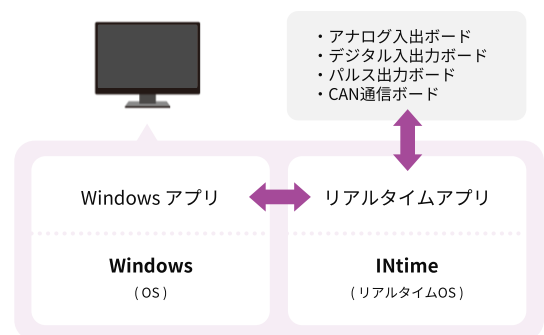 ・アナログ入出ボード
・デジタル入出力ボード
・パルス出力ボード
・CAN通信ボード
Windows アプリ
リアルタイムアプリ
Windows
( OS )
INtime
( リアルタイムOS )